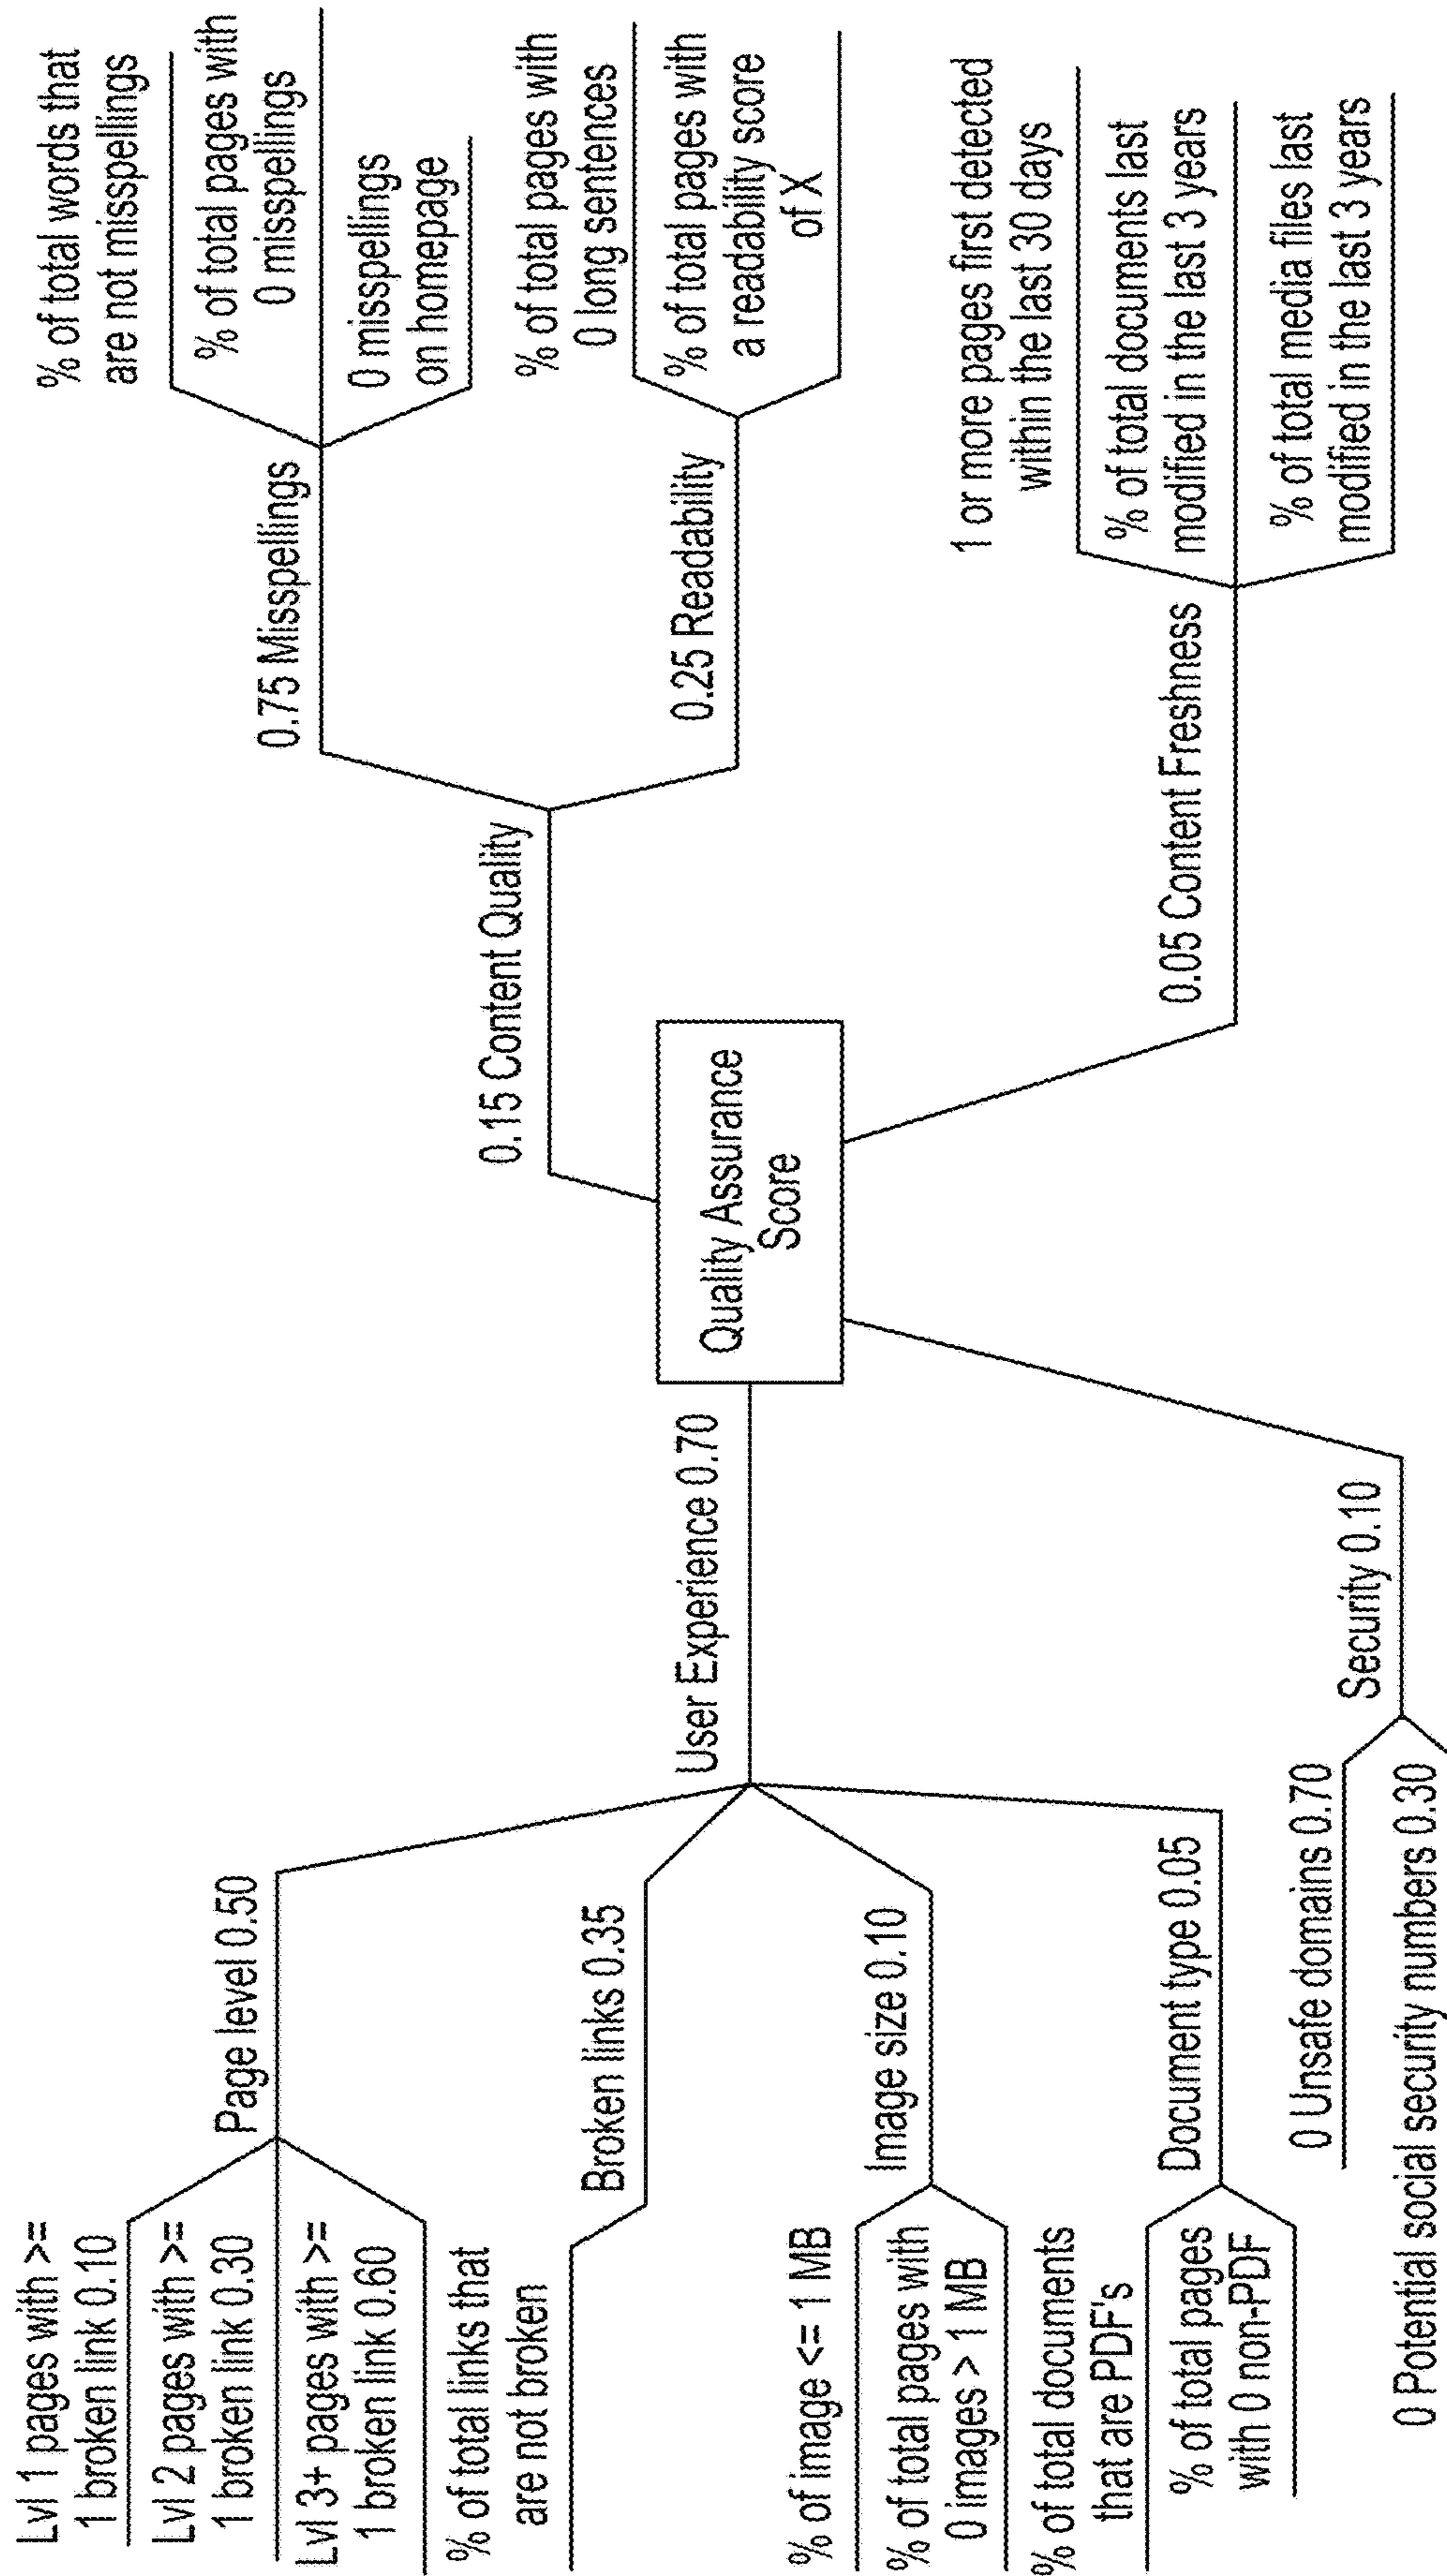 Lvl 1 pages with >=
1 broken link 0.10
Lvl 2 pages with >=
1 broken link 0.30
Lvl 3+ pages with >=
1 broken link 0.60
Page level 0.50
% of total links that
are not broken
Broken links 0.35
% of image <= 1 MB
% of total pages with
0 images > 1 MB
Image size 0.10
% of total documents
that are PDF's
% of total pages
with 0 non-PDF
Document type 0.05
User Experience 0.70
0 Unsafe domains 0.70
0 Potential social security numbers 0.30
Security 0.10
Quality Assurance
Score
0.15 Content Quality
0.75 Misspellings
% of total words that
are not misspellings
% of total pages with
0 misspellings
0 misspellings
on homepage
0.25 Readability
% of total pages with
0 long sentences
% of total pages with
a readability score
of X
0.05 Content Freshness
1 or more pages first detected
within the last 30 days
% of total documents last
modified in the last 3 years
% of total media files last
modified in the last 3 years